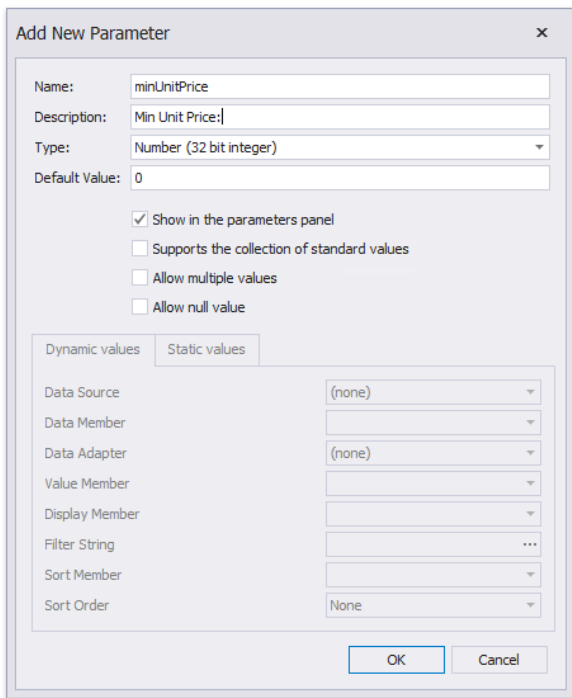 Add New Parameter
Name: minUnitPrice
Description: Min Unit Price:
Type: Number (32 bit integer)
Default Value: 0
Show in the parameters panel
Supports the collection of standard values
Allow multiple values
Allow null value
Dynamic values Static values
Data Source (none)
Data Member
Data Adapter (none)
Value Member
Display Member
Filter String ...
Sort Member
Sort Order None
OK Cancel